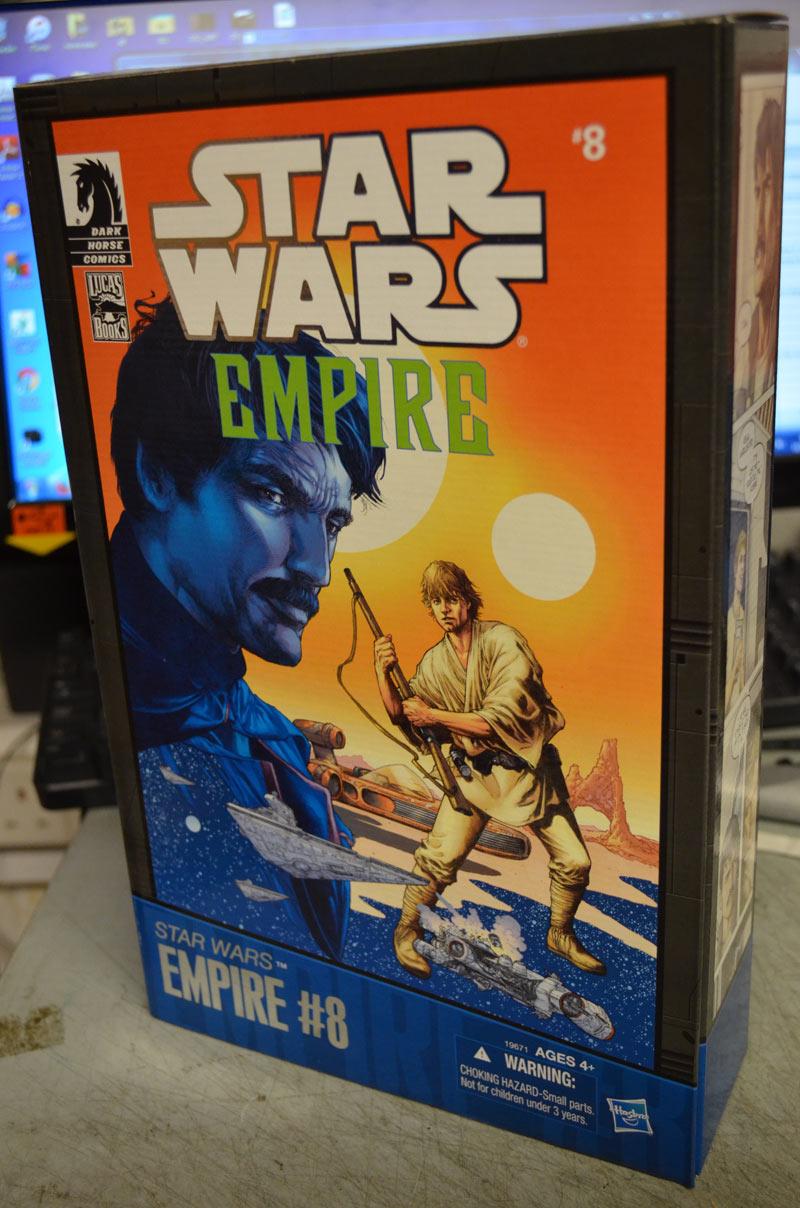 #8
STAR
WARS®
EMPIRE
DARK
HORSE
COMICS
LUCAS
BOOKS
STAR WARS™
EMPIRE #8
19671 AGES 4+
WARNING:
CHOKING HAZARD-Small parts.
Not for children under 3 years.
Hasbro